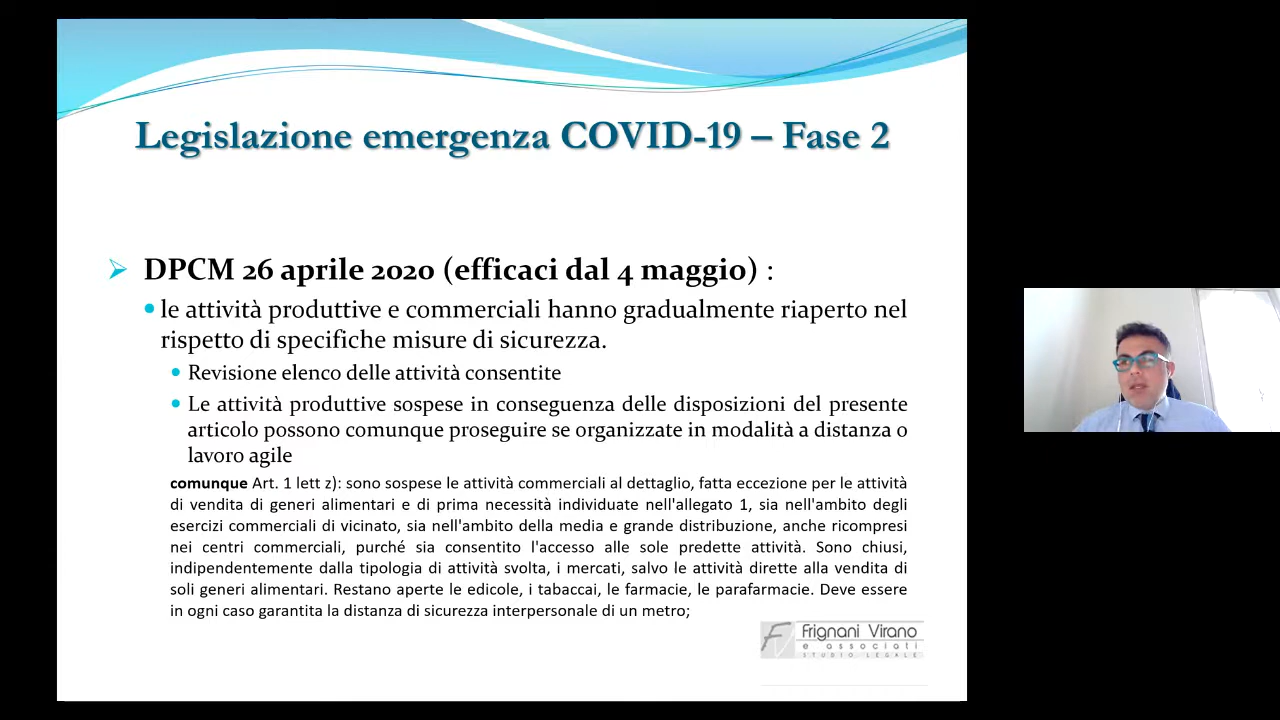 Legislazione emergenza COVID-19 – Fase 2
DPCM 26 aprile 2020 (efficaci dal 4 maggio) :
le attività produttive e commerciali hanno gradualmente riaperto nel
rispetto di specifiche misure di sicurezza.
Revisione elenco delle attività consentite
Le attività produttive sospese in conseguenza delle disposizioni del presente
articolo possono comunque proseguire se organizzate in modalità a distanza o
lavoro agile
comunque Art. 1 lett z): sono sospese le attività commerciali al dettaglio, fatta eccezione per le attività
di vendita di generi alimentari e di prima necessità individuate nell'allegato 1, sia nell'ambito degli
esercizi commerciali di vicinato, sia nell'ambito della media e grande distribuzione, anche ricompresi
nei centri commerciali, purché sia consentito l'accesso alle sole predette attività. Sono chiusi,
indipendentemente dalla tipologia di attività svolta, i mercati, salvo le attività dirette alla vendita di
soli generi alimentari. Restano aperte le edicole, i tabaccai, le farmacie, le parafarmacie. Deve essere
in ogni caso garantita la distanza di sicurezza interpersonale di un metro;
FV
Frignani Virano
e associati
STUDIO LEGALE